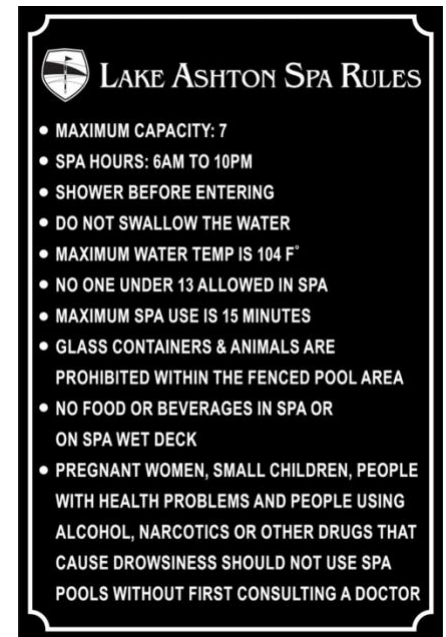 LAKE ASHTON SPA RULES
• MAXIMUM CAPACITY: 7
• SPA HOURS: 6AM TO 10PM
• SHOWER BEFORE ENTERING
• DO NOT SWALLOW THE WATER
• MAXIMUM WATER TEMP IS 104 F°
• NO ONE UNDER 13 ALLOWED IN SPA
• MAXIMUM SPA USE IS 15 MINUTES
• GLASS CONTAINERS & ANIMALS ARE
PROHIBITED WITHIN THE FENCED POOL AREA
• NO FOOD OR BEVERAGES IN SPA OR
ON SPA WET DECK
• PREGNANT WOMEN, SMALL CHILDREN, PEOPLE
WITH HEALTH PROBLEMS AND PEOPLE USING
ALCOHOL, NARCOTICS OR OTHER DRUGS THAT
CAUSE DROWSINESS SHOULD NOT USE SPA
POOLS WITHOUT FIRST CONSULTING A DOCTOR